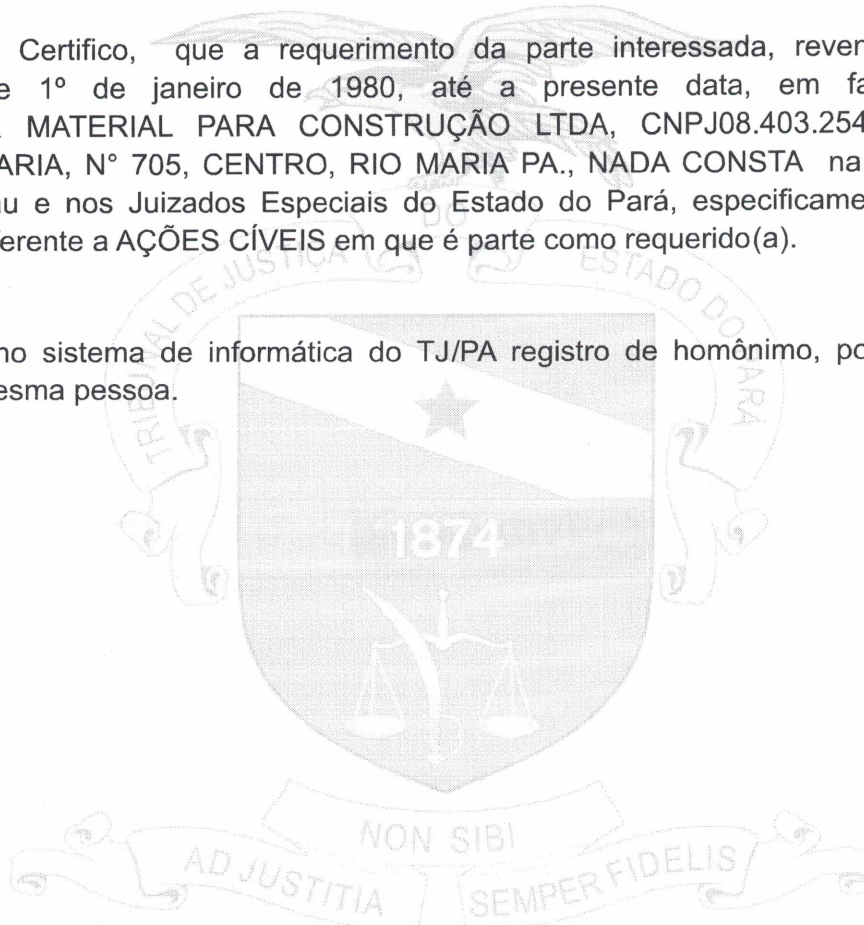 Certifico, que a requerimento da parte interessada, rever
1º de janeiro de 1980, até a presente data, em fa
MATERIAL PARA CONSTRUÇÃO LTDA, CNPJ08.403.254
ARIA, N° 705, CENTRO, RIO MARIA PA., NADA CONSTA na
u e nos Juizados Especiais do Estado do Pará, especificame
ferente a AÇÕES CÍVEIS em que é parte como requerido(a).
no sistema de informática do TJ/PA registro de homônimo, po
esma pessoa.
TRIBUNAL DE JUSTIÇA DO ESTADO DO PARÁ
1874
NON SIBI
AD JUSTITIA SEMPER FIDELIS